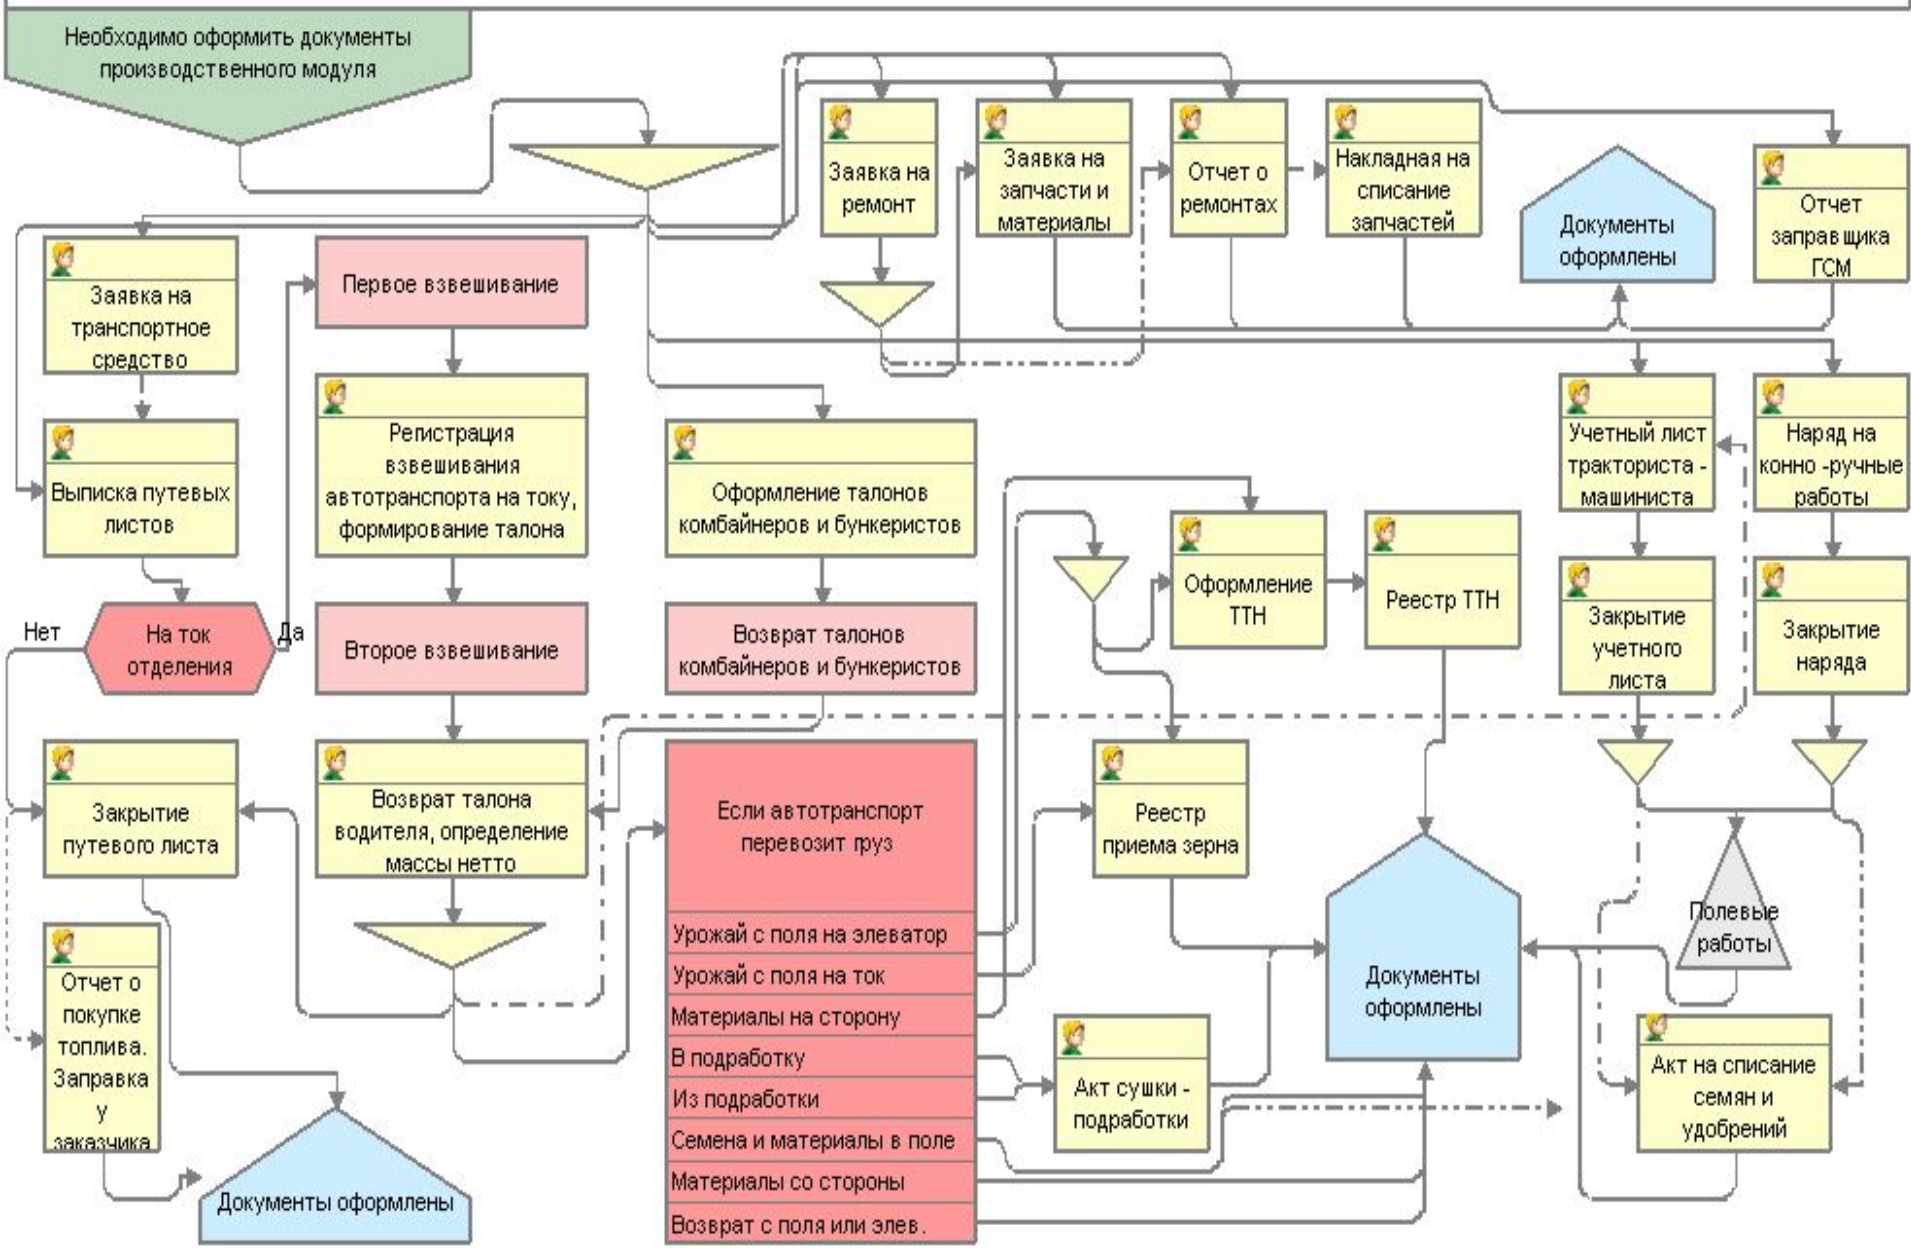 Необходимо оформить документы
производственного модуля
Заявка на
ремонт
Заявка на
запчасти и
материалы
Отчет о
ремонтах
Накладная на
списание
запчастей
Документы
оформлены
Отчет
заправщика
ГСМ
Заявка на
транспортное
средство
Первое взвешивание
Выписка путевых
листов
Регистрация
взвешивания
автотранспорта на току,
формирование талона
Оформление талонов
комбайнеров и бункеристов
Учетный лист
тракториста -
машиниста
Наряд на
конно -ручные
работы
Оформление
ТТН
Реестр ТТН
Нет
На ток
отделения
Да
Второе взвешивание
Возврат талонов
комбайнеров и бункеристов
Закрытие
учетного
листа
Закрытие
наряда
Закрытие
путевого листа
Возврат талона
водителя, определение
массы нетто
Если автотранспорт
перевозит груз
Урожай с поля на элеватор
Урожай с поля на ток
Материалы на сторону
В подработку
Из подработки
Семена и материалы в поле
Материалы со стороны
Возврат с поля или элев.
Реестр
приема зерна
Полевые
работы
Документы
оформлены
Отчет о
покупке
топлива.
Заправка
у
заказчика
Акт сушки -
подработки
Акт на списание
семян и
удобрений
Документы оформлены